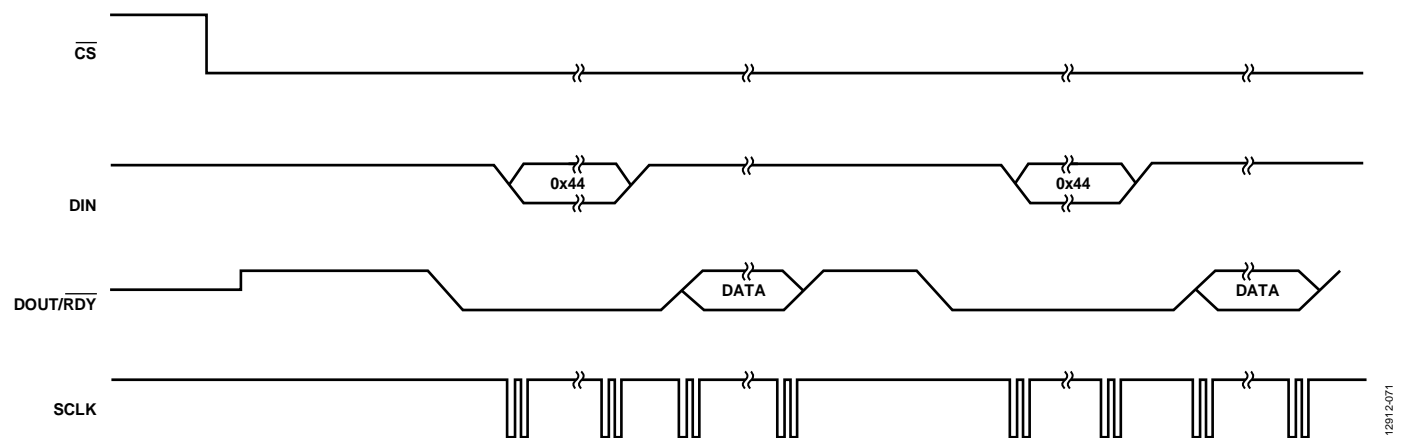 CS
DIN
0x44
0x44
DOUT/RDY
DATA
DATA
SCLK
12912-071